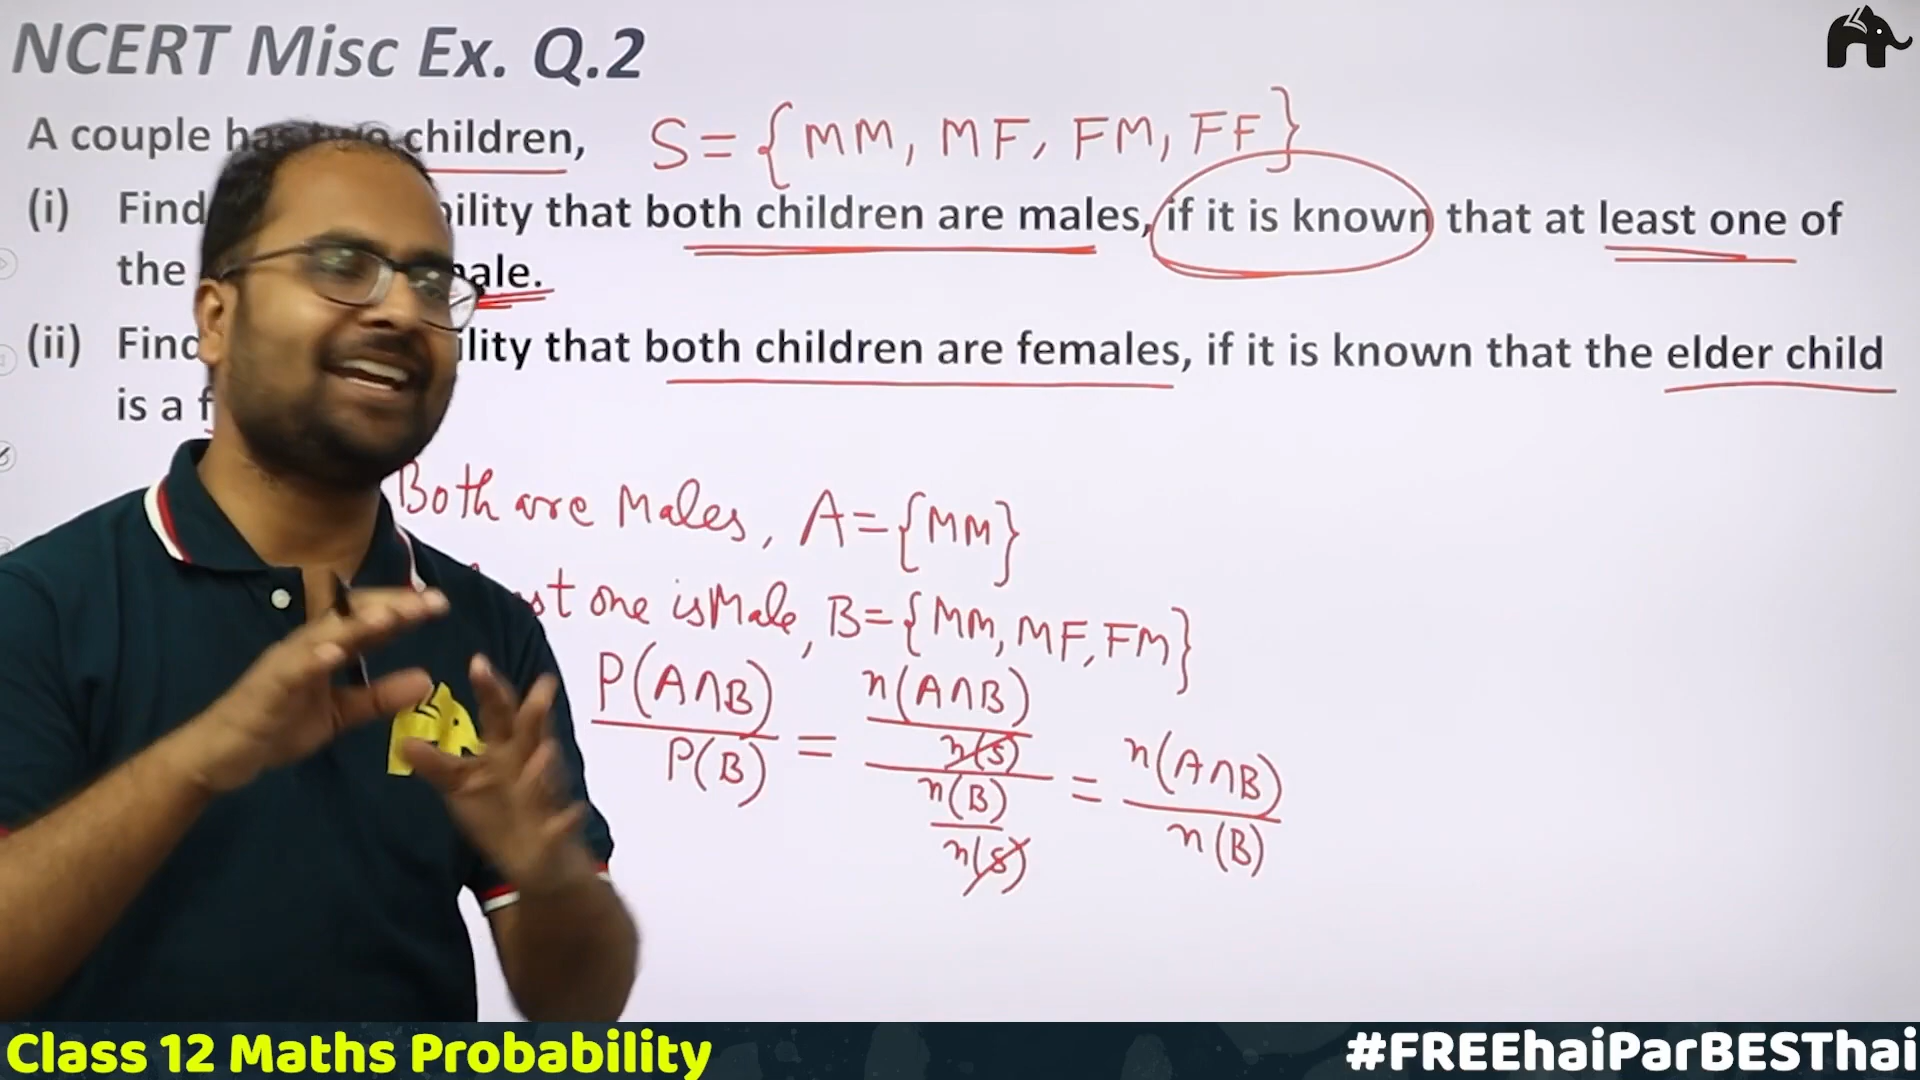 NCERT Misc Ex. Q.2
A couple has two children, S = {MM, MF, FM, FF}
(i) Find ility that both children are males, if it is known that at least one of
the ale.
(ii) Find ility that both children are females, if it is known that the elder child
is a f
Both are Males, A = {MM}
st one is Male, B = {MM, MF, FM}
P(A∩B) / P(B) = n(A∩B)/n(S) / n(B)/n(S) = n(A∩B) / n(B)
Class 12 Maths Probability
#FREEhaiParBESThai